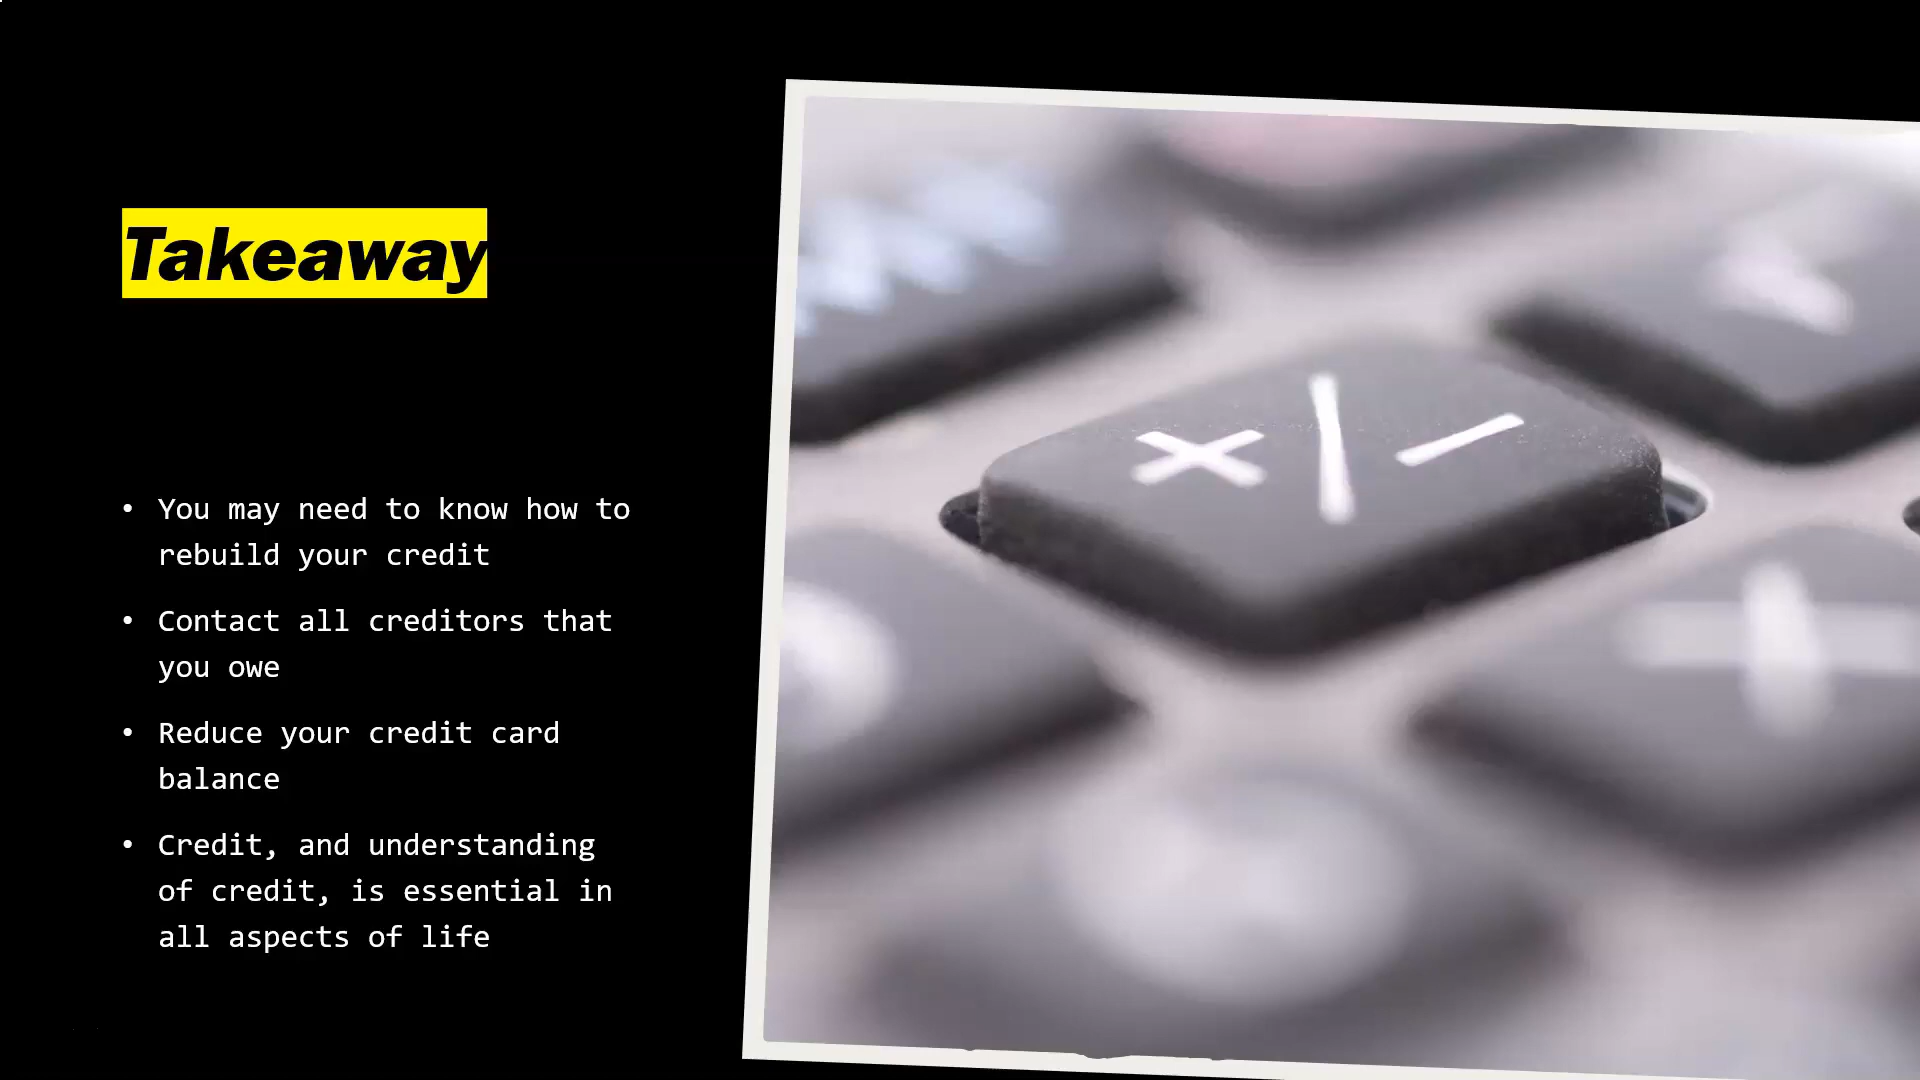 Takeaway
• You may need to know how to
rebuild your credit
• Contact all creditors that
you owe
• Reduce your credit card
balance
• Credit, and understanding
of credit, is essential in
all aspects of life
+/-